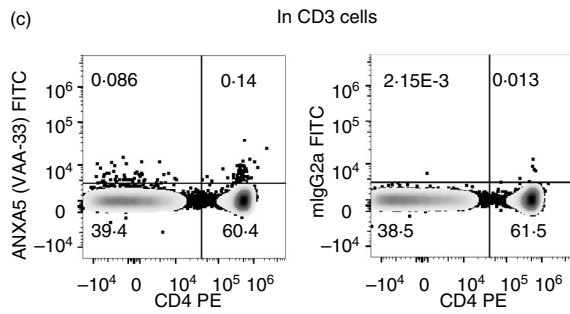 (c)
In CD3 cells
ANXA5 (VAA-33) FITC
10⁶
10⁵
10⁴
0
−10⁴
0·086
0·14
39·4
60·4
−10⁴ 0 10⁴ 10⁵ 10⁶
CD4 PE
mIgG2a FITC
10⁶
10⁵
10⁴
0
−10⁴
2·15E-3
0·013
38·5
61·5
−10⁴ 0 10⁴ 10⁵ 10⁶
CD4 PE